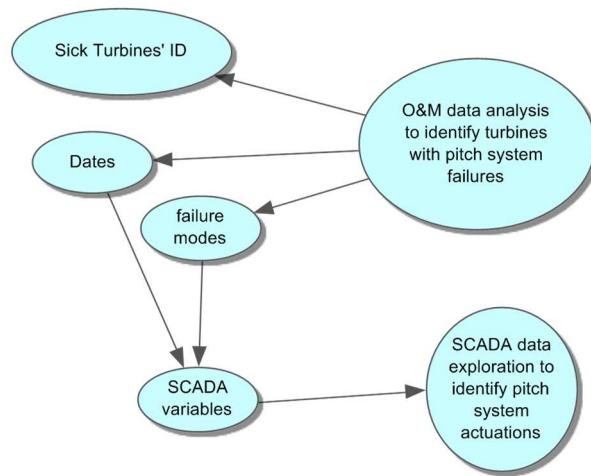 Sick Turbines' ID
O&M data analysis
to identify turbines
with pitch system
failures
Dates
failure
modes
SCADA
variables
SCADA data
exploration to
identify pitch
system
actuations